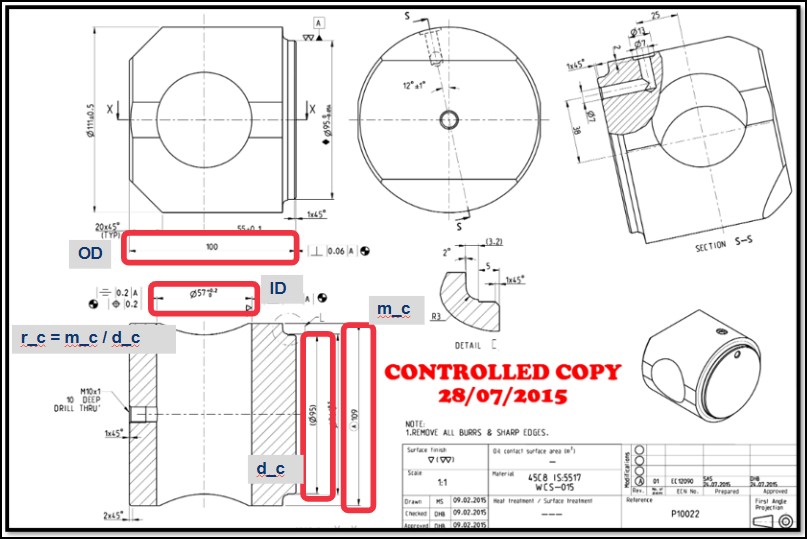 A
S
25
Ø13
Ø7
2
1x45°
12°±1°
X
X
Ø111±0.5
Ø95
38
Ø7
1x45°
20x45°
(TYP)
55±0.1
S
SECTION S-S
OD
100
⊥ 0.06 A
(3.2)
2°
5
1x45°
R3
DETAIL
ID
0.2 A
0.2
Ø57
A
m_c
r_c = m_c / d_c
M10x1
10 DEEP
DRILL THRU'
1x45°
(Ø95)
109
d_c
2x45°
CONTROLLED COPY
28/07/2015
NOTE:
1.REMOVE ALL BURRS & SHARP EDGES.
Surface finish
Oil contact surface area (m²)
Scale
1:1
Material
45C8 IS:5517
WCS-015
Drawn MS 09.02.2015
Checked DHB 09.02.2015
Approved DHB 09.02.2015
Heat treatment / Surface treatment
Modifications
A 01 EC12090 SAS 24.07.2015 DHB 24.07.2015
Rev. ECN No. Prepared Approved
Reference
P10022
First Angle
Projection